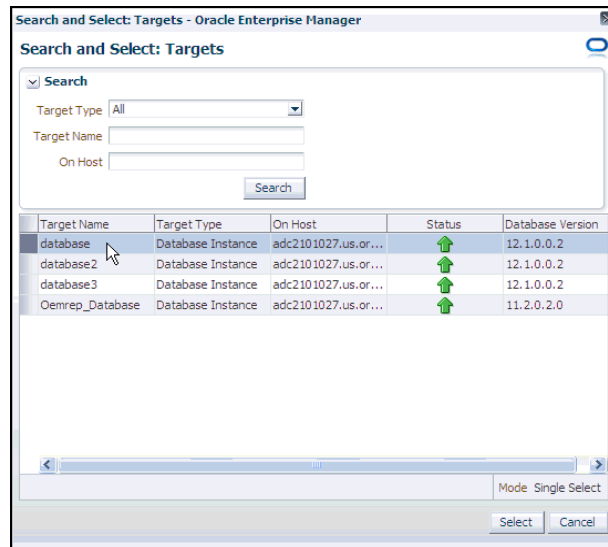 Search and Select: Targets - Oracle Enterprise Manager
Search and Select: Targets
Search
Target Type All
Target Name
On Host
Search
Target Name Target Type On Host Status Database Version
database Database Instance adc2101027.us.or... 12.1.0.0.2
database2 Database Instance adc2101027.us.or... 12.1.0.0.2
database3 Database Instance adc2101027.us.or... 12.1.0.0.2
Oemrep_Database Database Instance adc2101027.us.or... 11.2.0.2.0
Mode Single Select
Select Cancel